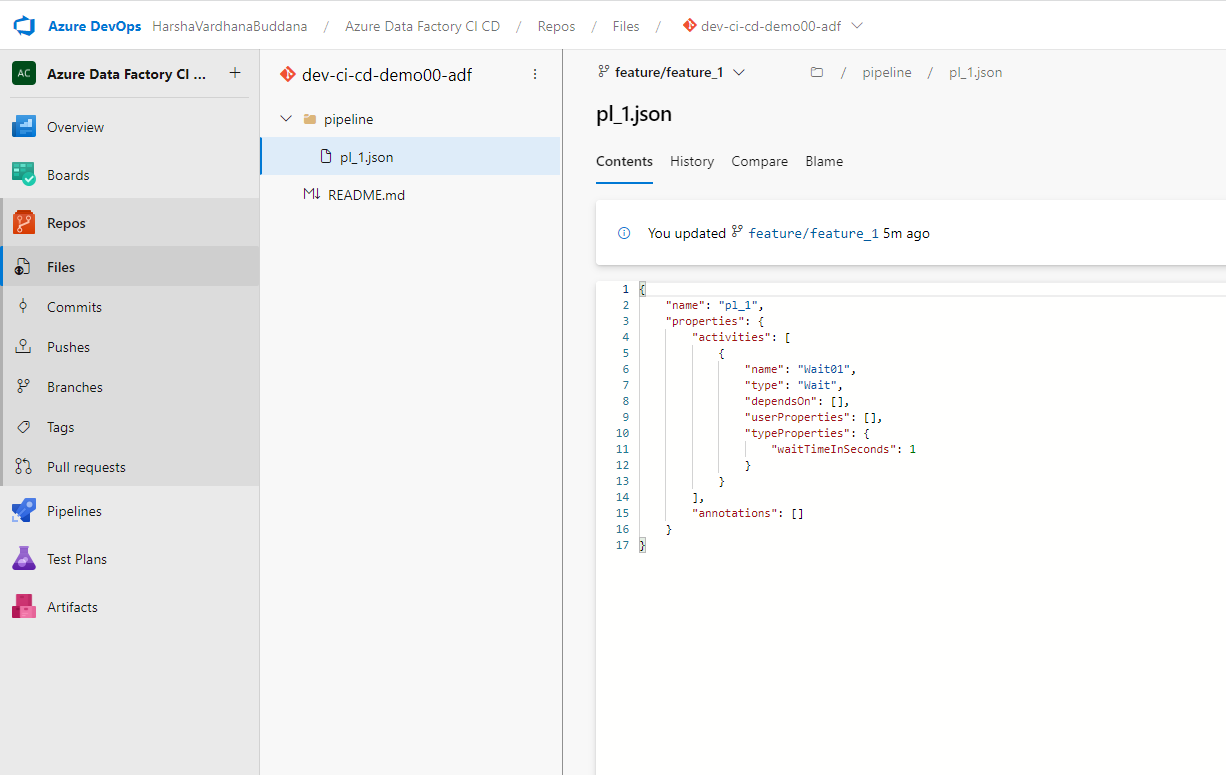 Azure DevOps HarshaVardhanaBuddana / Azure Data Factory CI CD / Repos / Files / dev-ci-cd-demo00-adf
AC Azure Data Factory CI ... +
Overview
Boards
Repos
Files
Commits
Pushes
Branches
Tags
Pull requests
Pipelines
Test Plans
Artifacts
dev-ci-cd-demo00-adf
pipeline
pl_1.json
M↓ README.md
feature/feature_1 / pipeline / pl_1.json
pl_1.json
Contents History Compare Blame
You updated feature/feature_1 5m ago
1 {
2     "name": "pl_1",
3     "properties": {
4         "activities": [
5             {
6                 "name": "Wait01",
7                 "type": "Wait",
8                 "dependsOn": [],
9                 "userProperties": [],
10                 "typeProperties": {
11                     "waitTimeInSeconds": 1
12                 }
13             }
14         ],
15         "annotations": []
16     }
17 }